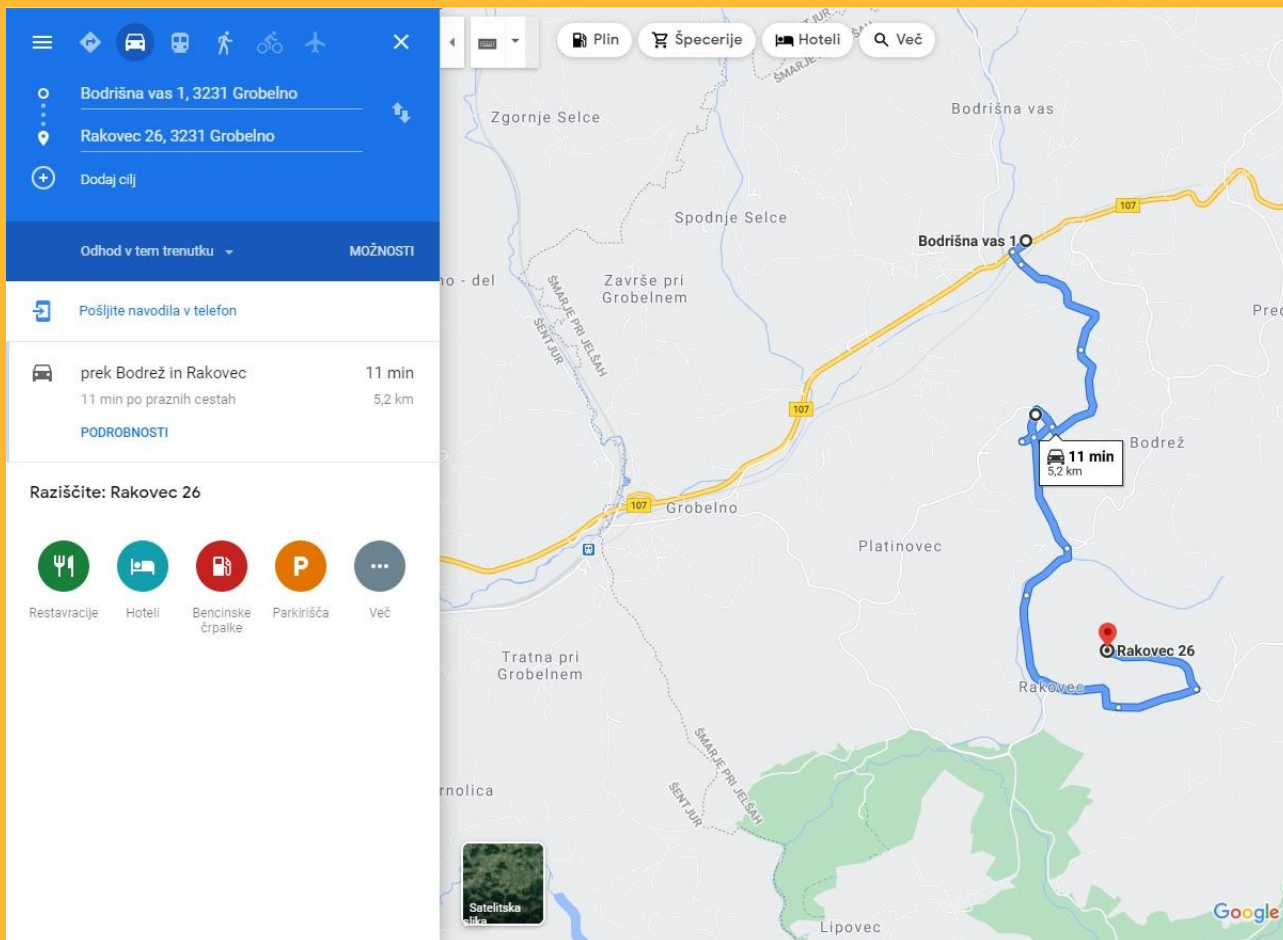 Bodrišna vas 1, 3231 Grobelno
Rakovec 26, 3231 Grobelno
Dodaj cilj
Odhod v tem trenutku
MOŽNOSTI
Pošljite navodila v telefon
prek Bodrež in Rakovec
11 min
11 min po praznih cestah
5,2 km
PODROBNOSTI
Raziščite: Rakovec 26
P
Restavracije
Hoteli
Bencinske
črpalke
Parkirišča
Več
Plin
Špecerije
Hoteli
Več
ŠMARJE
Zgornje Selce
Bodrišna vas
107
Spodnje Selce
Bodrišna vas 1
no - del
Završe pri
Grobelnem
ŠMARJE PRI JELŠAH
ŠENTJUR
107
11 min
5,2 km
Bodrež
107
Grobelno
Platinovec
Rakovec 26
Tratna pri
Grobelnem
Rakovec
ŠMARJE PRI JELŠAH
ŠENTJUR
rnolica
Satelitska
slika
Lipovec
Google